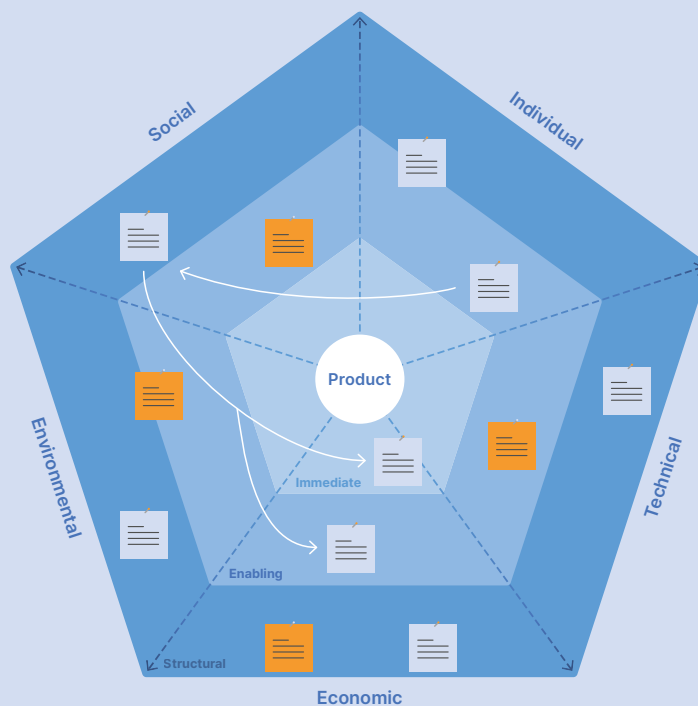 Social
Individual
Product
Environmental
Technical
Immediate
Enabling
Structural
Economic